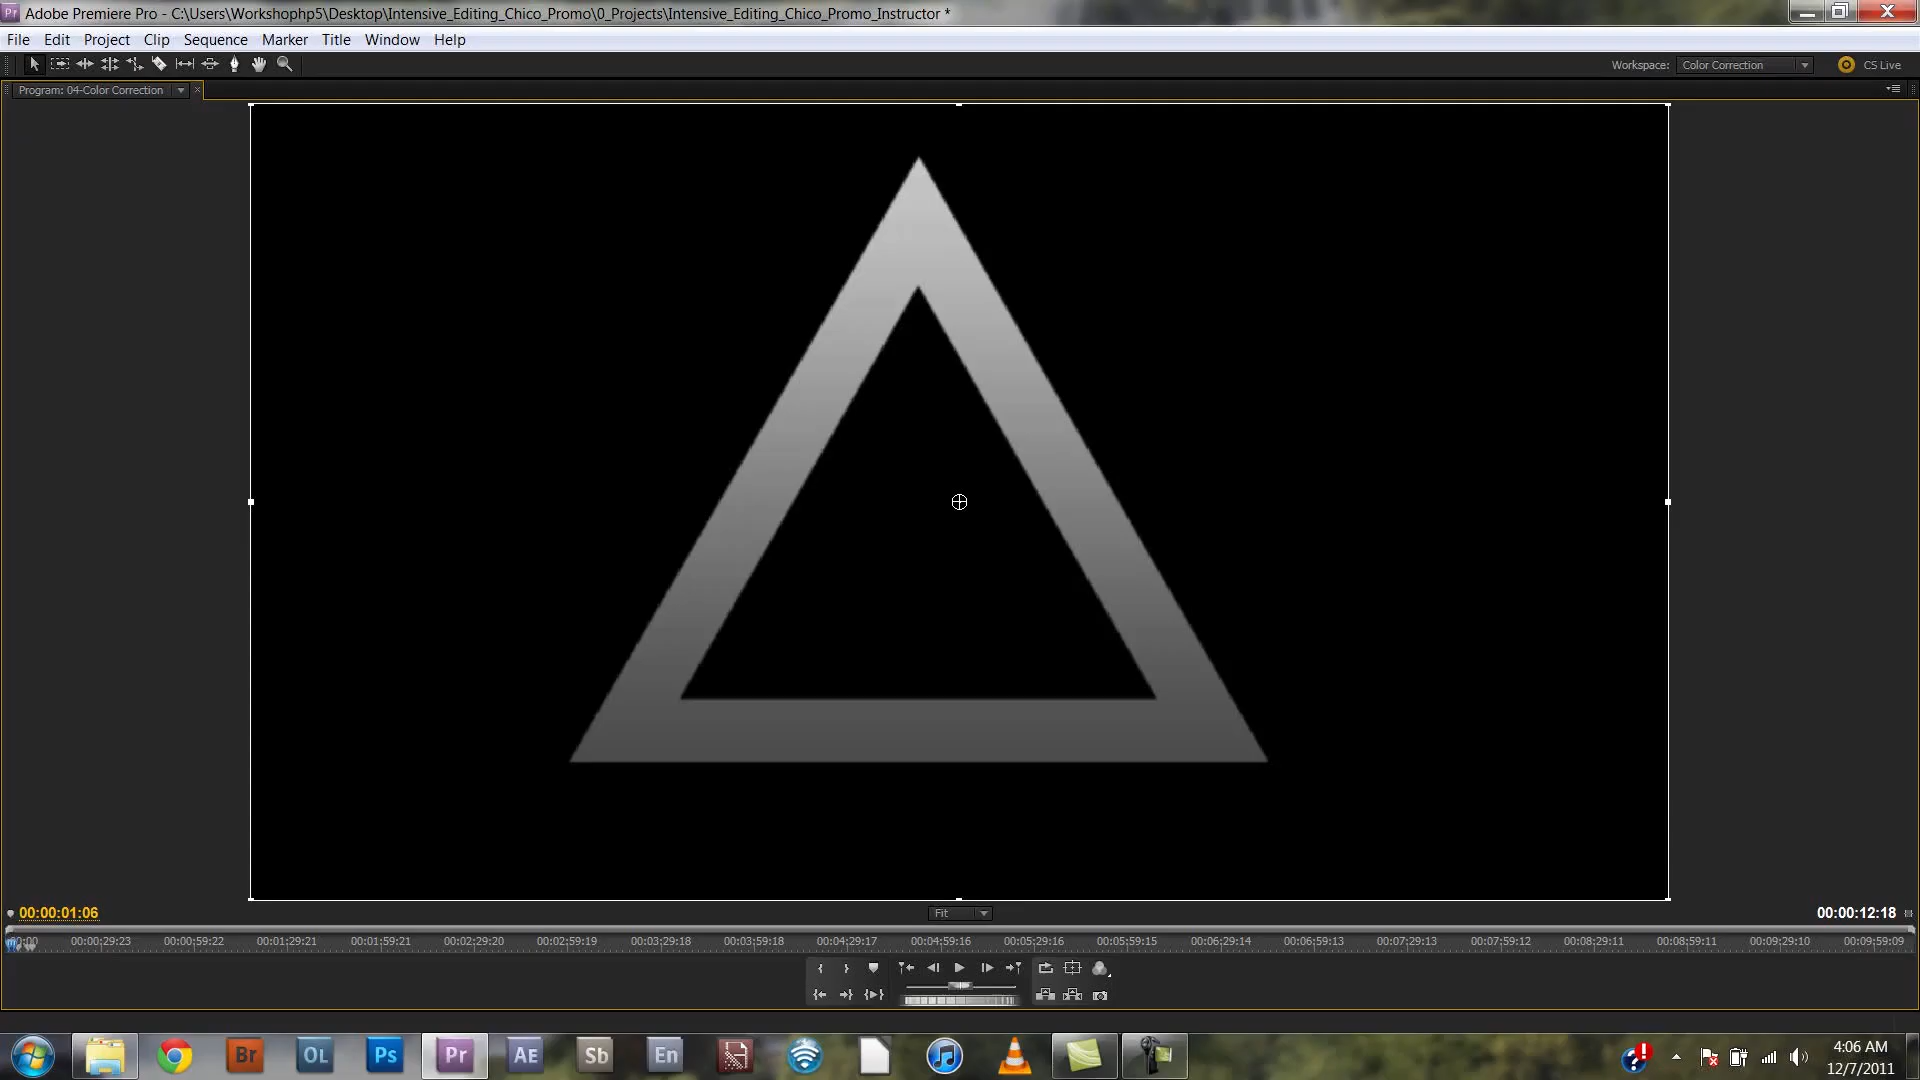 Pr Adobe Premiere Pro - C:\Users\Workshophp5\Desktop\Intensive_Editing_Chico_Promo\0_Projects\Intensive_Editing_Chico_Promo_Instructor *
File Edit Project Clip Sequence Marker Title Window Help
Workspace: Color Correction CS Live
Program: 04-Color Correction
00:00:01:06 Fit 00:00:12:18
00:00 00:00:29:23 00:00:59:22 00:01:29:21 00:01:59:21 00:02:29:20 00:02:59:19 00:03:29:18 00:03:59:18 00:04:29:17 00:04:59:16 00:05:29:16 00:05:59:15 00:06:29:14 00:06:59:13 00:07:29:13 00:07:59:12 00:08:29:11 00:08:59:11 00:09:29:10 00:09:59:09
Br OL Ps Pr AE Sb En
4:06 AM
12/7/2011